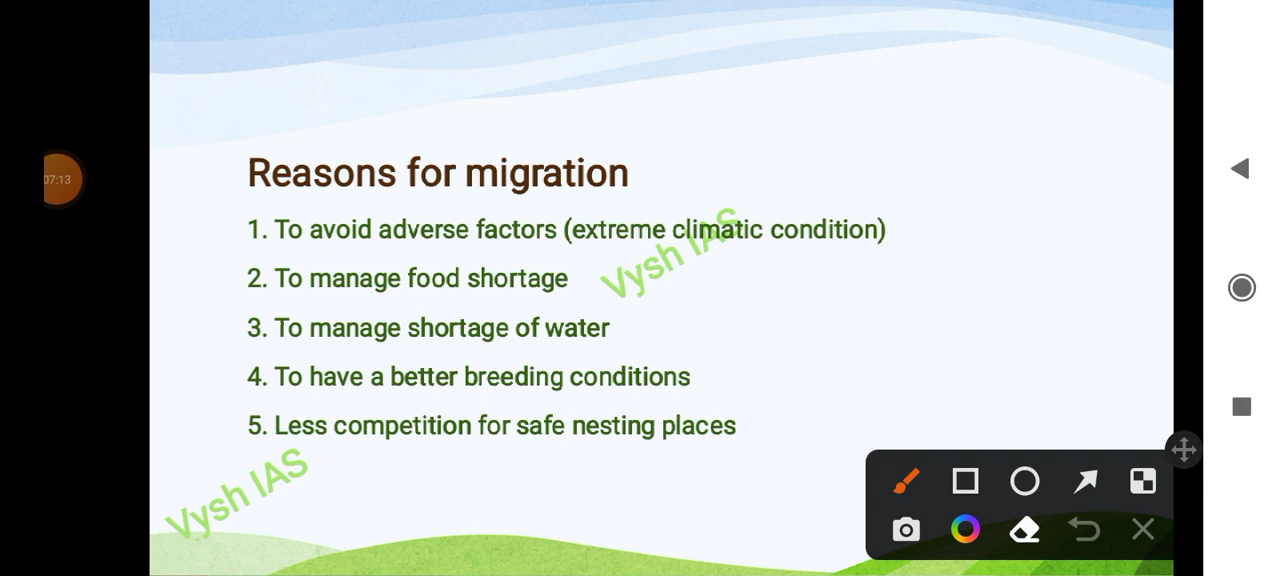 07:13
Reasons for migration
1. To avoid adverse factors (extreme climatic condition)
Vysh IAS
2. To manage food shortage
3. To manage shortage of water
4. To have a better breeding conditions
5. Less competition for safe nesting places
Vysh IAS